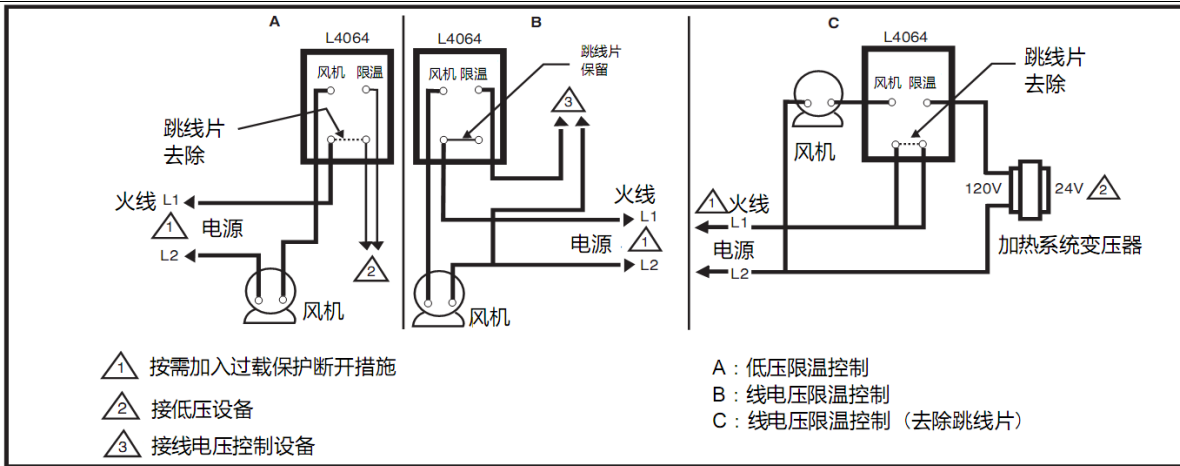 A
L4064
风机 限温
跳线片
去除
火线 L1
1 电源
L2
2
风机
B
L4064
风机 限温
跳线片
保留
3
火线
L1
电源 1
L2
风机
C
L4064
风机 限温
跳线片
去除
风机
120V 24V 2
1 火线
L1
电源
L2
加热系统变压器
1 按需加入过载保护断开措施
2 接低压设备
3 接线电压控制设备
A：低压限温控制
B：线电压限温控制
C：线电压限温控制（去除跳线片）